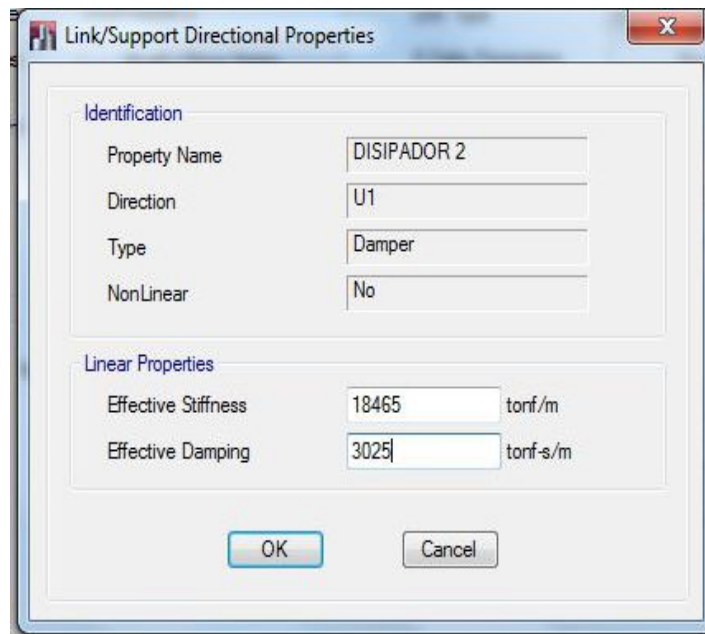 Link/Support Directional Properties
Identification
Property Name DISIPADOR 2
Direction U1
Type Damper
NonLinear No
Linear Properties
Effective Stiffness 18465 tonf/m
Effective Damping 3025 tonf-s/m
OK Cancel